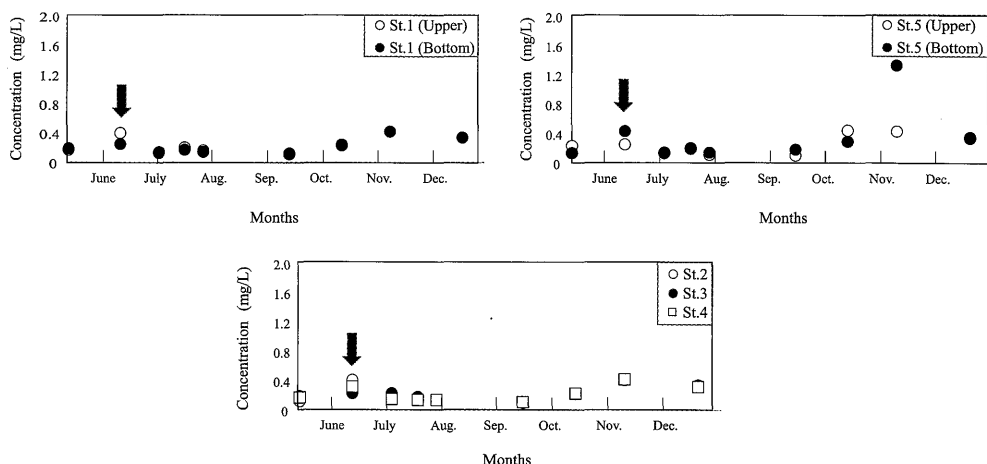 Concentration (mg/L)
2.0
1.6
1.2
0.8
0.4
0
St.1 (Upper)
St.1 (Bottom)
June July Aug. Sep. Oct. Nov. Dec.
Months
Concentration (mg/L)
2.0
1.6
1.2
0.8
0.4
0
St.5 (Upper)
St.5 (Bottom)
June July Aug. Sep. Oct. Nov. Dec.
Months
Concentration (mg/L)
2.0
1.6
1.2
0.8
0.4
0
St.2
St.3
St.4
June July Aug. Sep. Oct. Nov. Dec.
Months